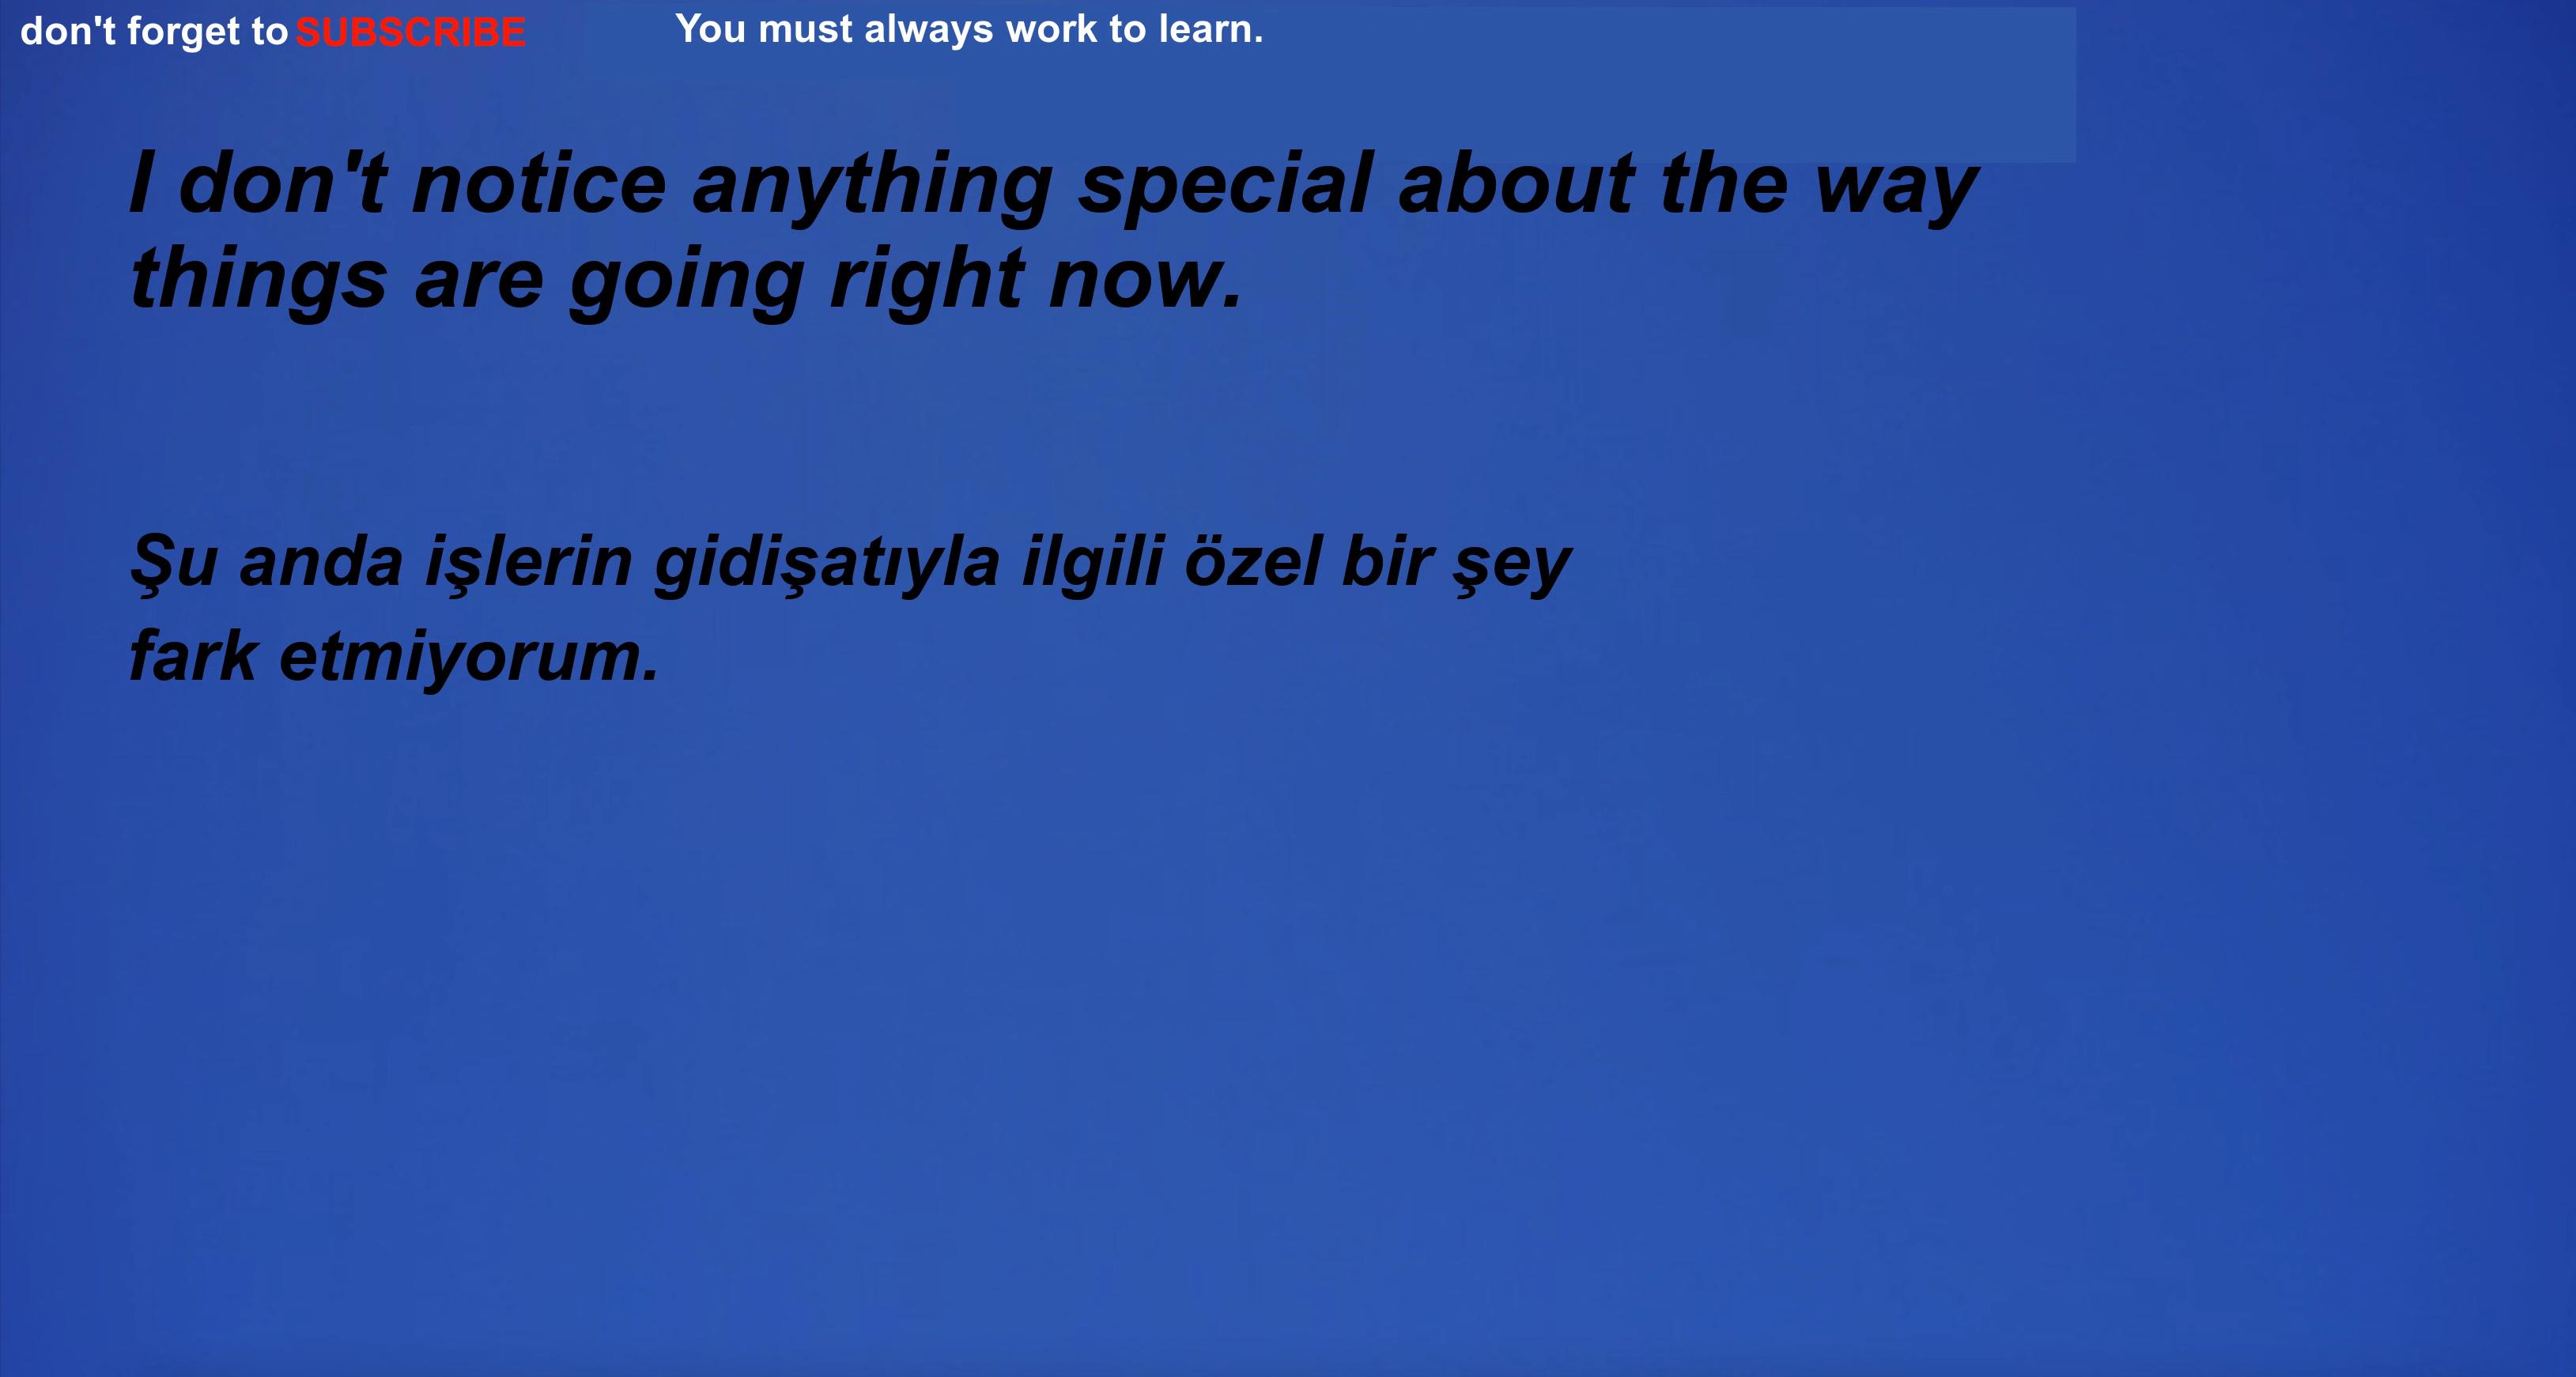 don't forget to SUBSCRIBE
You must always work to learn.
I don't notice anything special about the way
things are going right now.
Şu anda işlerin gidişatıyla ilgili özel bir şey
fark etmiyorum.